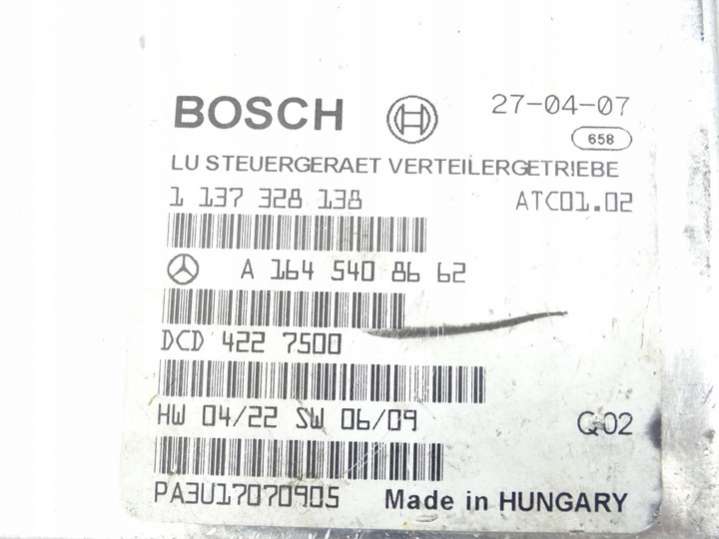 BOSCH 27-04-07
658
LU STEUERGERAET VERTEILERGETRIEBE
1 137 328 138 ATC01.02
A 164 540 86 62
DCD 422 7500
HW 04/22 SW 06/09 Q02
PA3U17070905 Made in HUNGARY